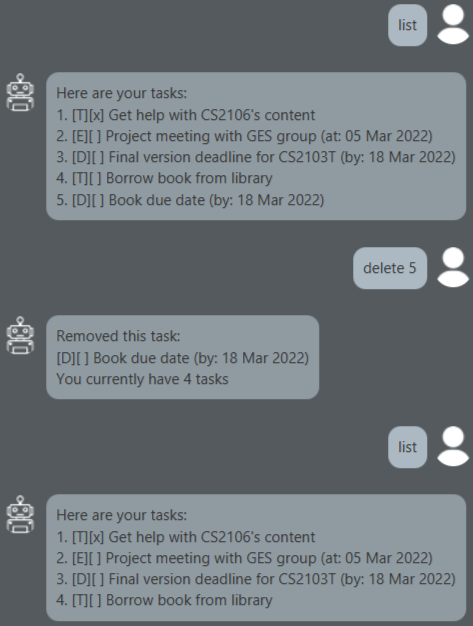 list
Here are your tasks:
1. [T][x] Get help with CS2106's content
2. [E][ ] Project meeting with GES group (at: 05 Mar 2022)
3. [D][ ] Final version deadline for CS2103T (by: 18 Mar 2022)
4. [T][ ] Borrow book from library
5. [D][ ] Book due date (by: 18 Mar 2022)
delete 5
Removed this task:
[D][ ] Book due date (by: 18 Mar 2022)
You currently have 4 tasks
list
Here are your tasks:
1. [T][x] Get help with CS2106's content
2. [E][ ] Project meeting with GES group (at: 05 Mar 2022)
3. [D][ ] Final version deadline for CS2103T (by: 18 Mar 2022)
4. [T][ ] Borrow book from library